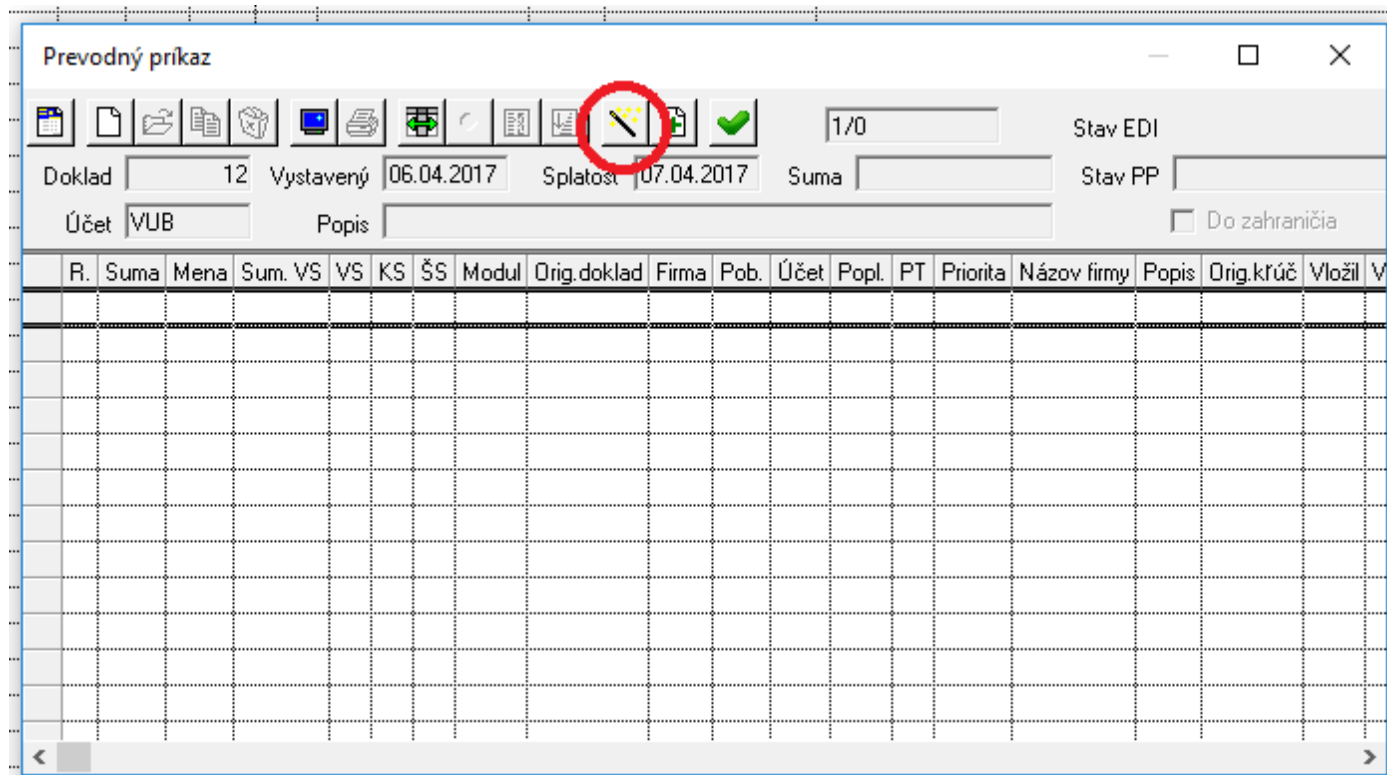 Prevodný príkaz
1/0 Stav EDI
Doklad 12 Vystavený 06.04.2017 Splatosť 07.04.2017 Suma Stav PP
Účet VUB Popis Do zahraničia
R. Suma Mena Sum. VS VS KS ŠS Modul Orig.doklad Firma Pob. Účet Popl. PT Priorita Názov firmy Popis Orig.kľúč Vložil V